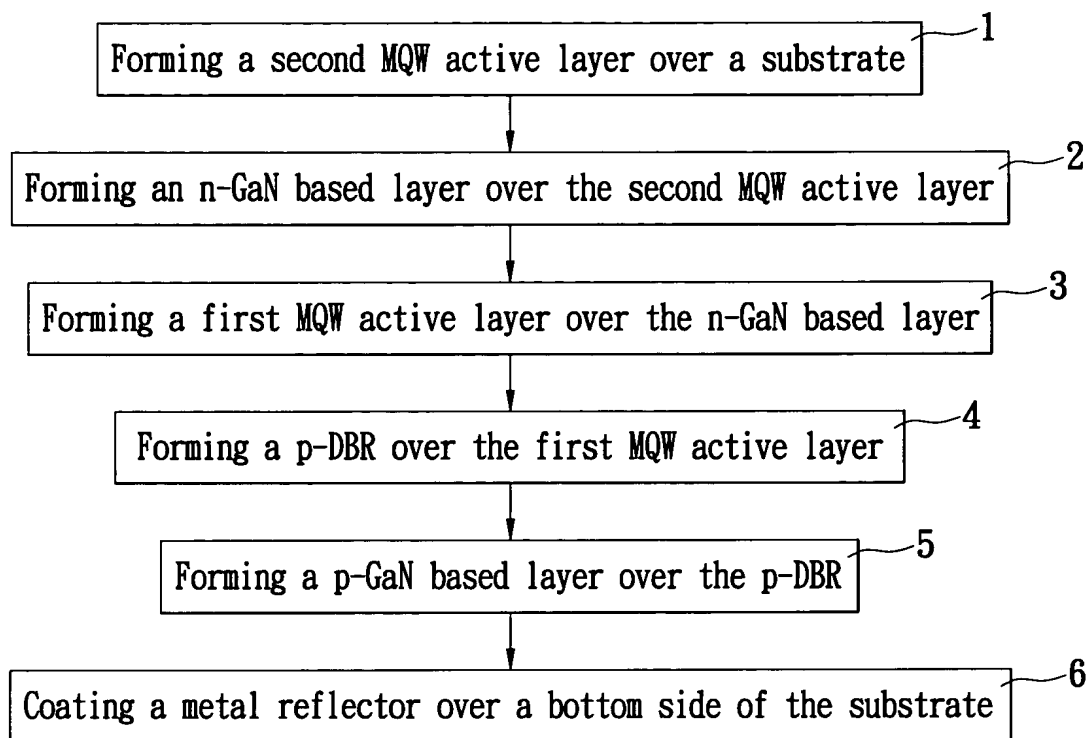 1
Forming a second MQW active layer over a substrate
2
Forming an n-GaN based layer over the second MQW active layer
3
Forming a first MQW active layer over the n-GaN based layer
4
Forming a p-DBR over the first MQW active layer
5
Forming a p-GaN based layer over the p-DBR
6
Coating a metal reflector over a bottom side of the substrate